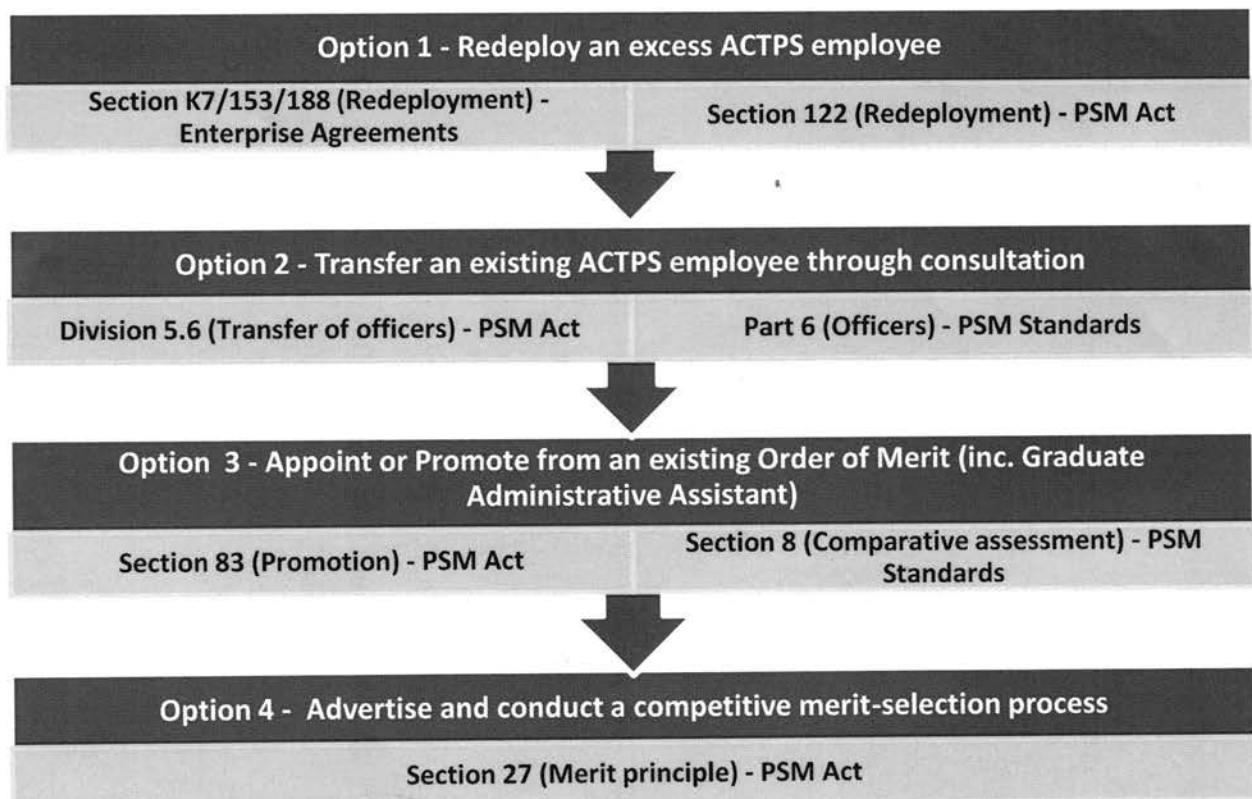 Option 1 - Redeploy an excess ACTPS employee
Section K7/153/188 (Redeployment) -
Enterprise Agreements
Section 122 (Redeployment) - PSM Act
Option 2 - Transfer an existing ACTPS employee through consultation
Division 5.6 (Transfer of officers) - PSM Act
Part 6 (Officers) - PSM Standards
Option 3 - Appoint or Promote from an existing Order of Merit (inc. Graduate
Administrative Assistant)
Section 83 (Promotion) - PSM Act
Section 8 (Comparative assessment) - PSM
Standards
Option 4 - Advertise and conduct a competitive merit-selection process
Section 27 (Merit principle) - PSM Act